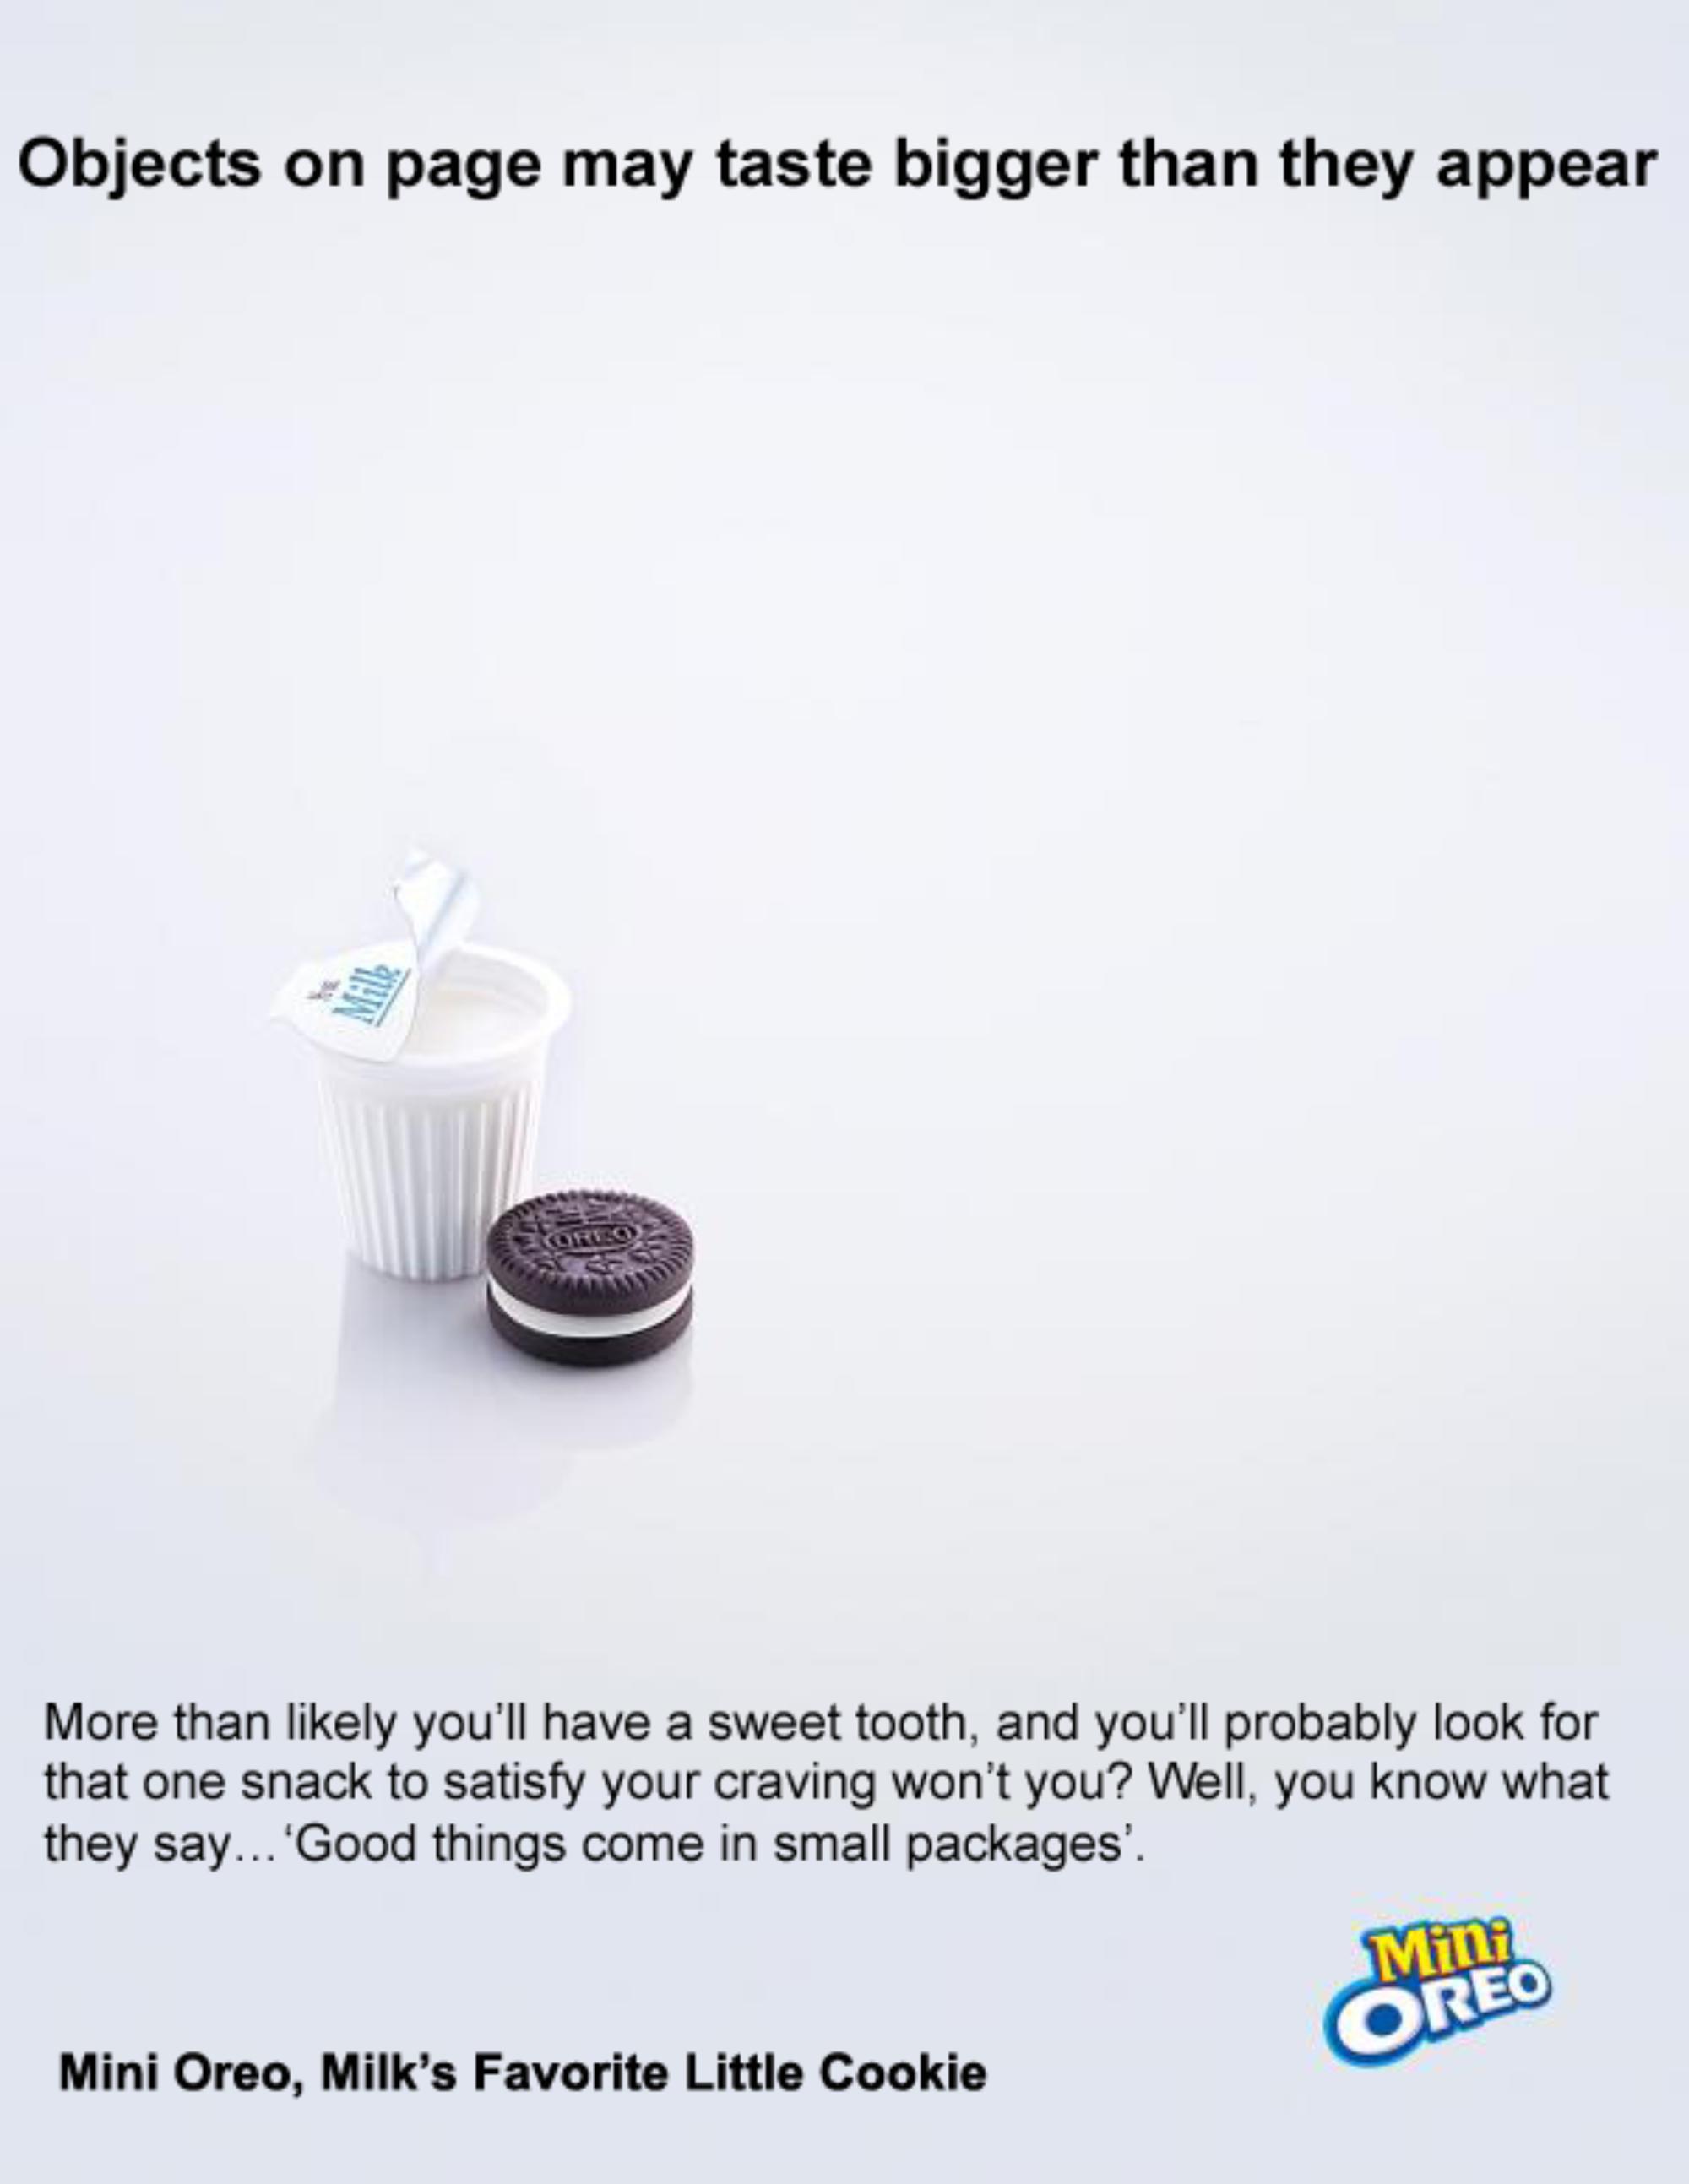 Objects on page may taste bigger than they appear
Milk
OREO
More than likely you’ll have a sweet tooth, and you’ll probably look for
that one snack to satisfy your craving won’t you? Well, you know what
they say... ‘Good things come in small packages’.
Mini
OREO
Mini Oreo, Milk’s Favorite Little Cookie